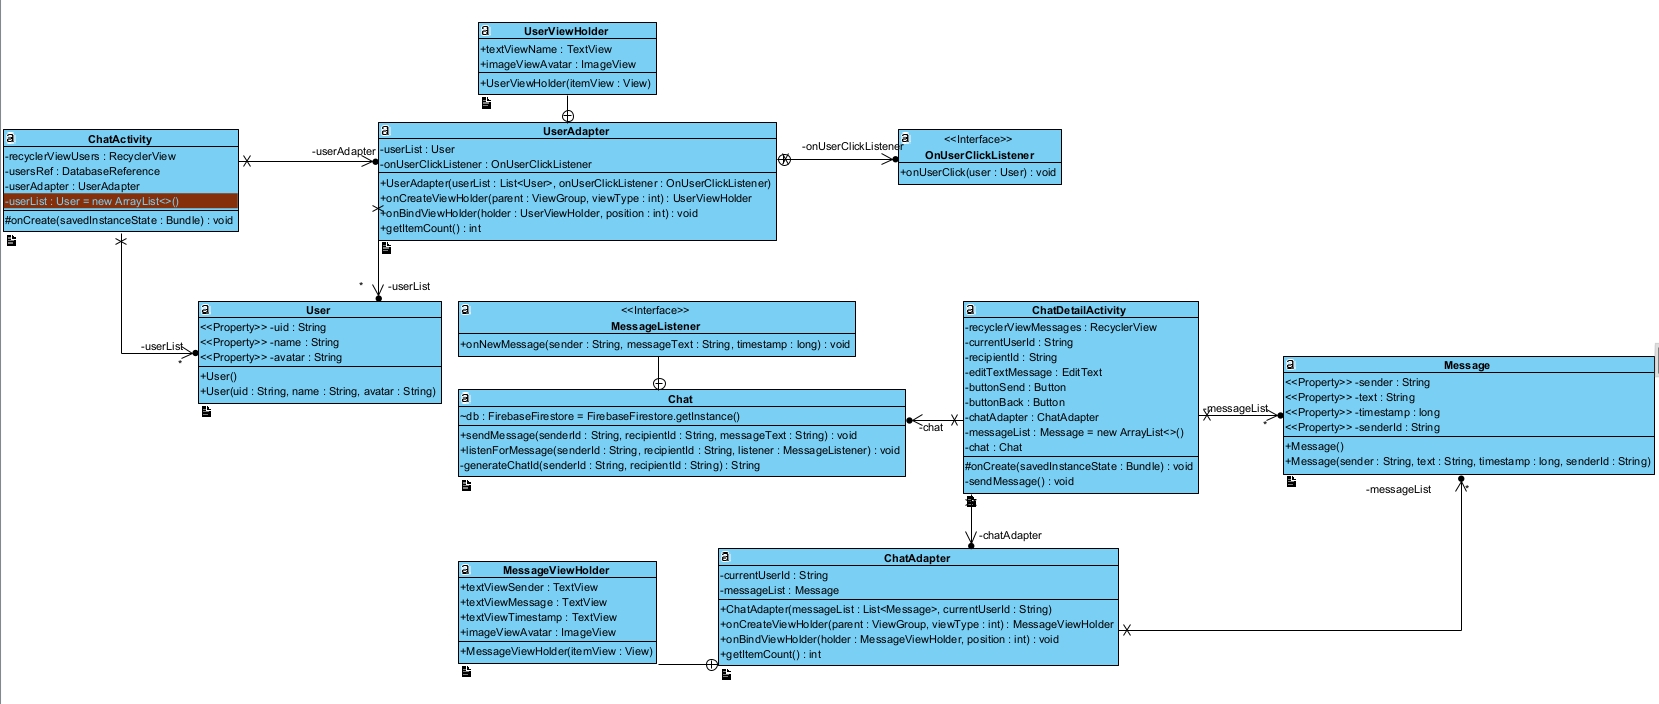 UserViewHolder
+textViewName : TextView
+imageViewAvatar : ImageView
+UserViewHolder(itemView : View)
ChatActivity
-recyclerViewUsers : RecyclerView
-usersRef : DatabaseReference
-userAdapter : UserAdapter
-userList : User = new ArrayList<>()
#onCreate(savedInstanceState : Bundle) : void
-userAdapter
UserAdapter
-userList : User
-onUserClickListener : OnUserClickListener
+UserAdapter(userList : List<User>, onUserClickListener : OnUserClickListener)
+onCreateViewHolder(parent : ViewGroup, viewType : int) : UserViewHolder
+onBindViewHolder(holder : UserViewHolder, position : int) : void
+getItemCount() : int
-onUserClickListener
<<Interface>>
OnUserClickListener
+onUserClick(user : User) : void
* -userList
-userList
*
User
<<Property>> -uid : String
<<Property>> -name : String
<<Property>> -avatar : String
+User()
+User(uid : String, name : String, avatar : String)
<<Interface>>
MessageListener
+onNewMessage(sender : String, messageText : String, timestamp : long) : void
Chat
~db : FirebaseFirestore = FirebaseFirestore.getInstance()
+sendMessage(senderId : String, recipientId : String, messageText : String) : void
+listenForMessage(senderId : String, recipientId : String, listener : MessageListener) : void
-generateChatId(senderId : String, recipientId : String) : String
-chat
ChatDetailActivity
-recyclerViewMessages : RecyclerView
-currentUserId : String
-recipientId : String
-editTextMessage : EditText
-buttonSend : Button
-buttonBack : Button
-chatAdapter : ChatAdapter
-messageList : Message = new ArrayList<>()
-chat : Chat
#onCreate(savedInstanceState : Bundle) : void
-sendMessage() : void
-messageList
*
Message
<<Property>> -sender : String
<<Property>> -text : String
<<Property>> -timestamp : long
<<Property>> -senderId : String
+Message()
+Message(sender : String, text : String, timestamp : long, senderId : String)
-messageList *
-chatAdapter
MessageViewHolder
+textViewSender : TextView
+textViewMessage : TextView
+textViewTimestamp : TextView
+imageViewAvatar : ImageView
+MessageViewHolder(itemView : View)
ChatAdapter
-currentUserId : String
-messageList : Message
+ChatAdapter(messageList : List<Message>, currentUserId : String)
+onCreateViewHolder(parent : ViewGroup, viewType : int) : MessageViewHolder
+onBindViewHolder(holder : MessageViewHolder, position : int) : void
+getItemCount() : int